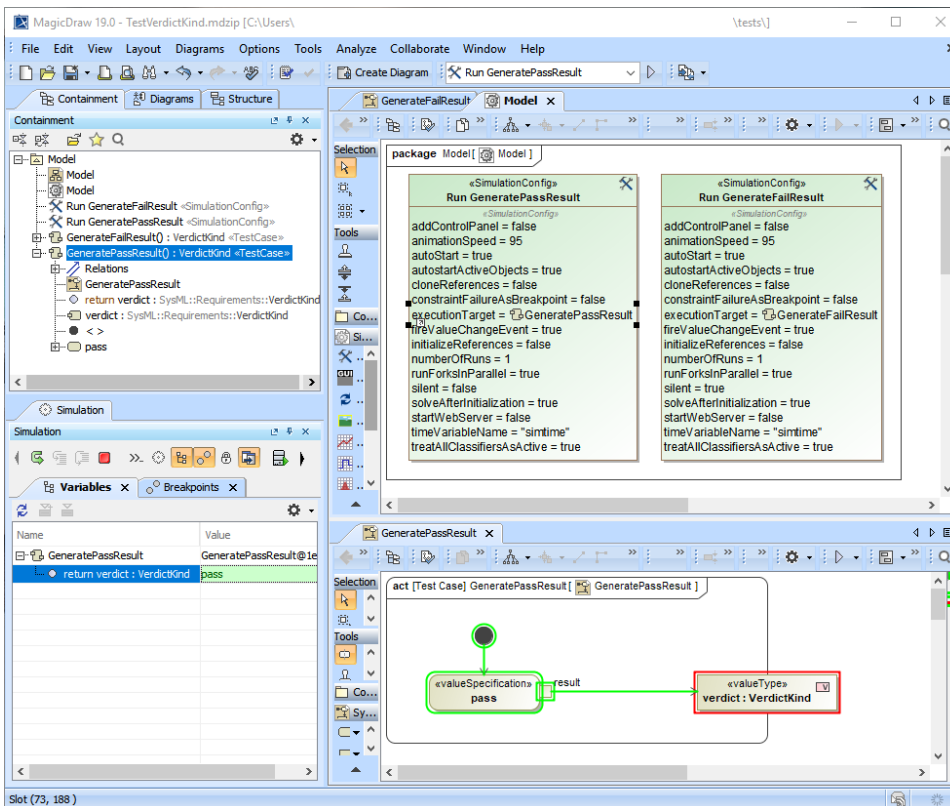 MagicDraw 19.0 - TestVerdictKind.mdzip [C:\Users\ \tests\]
File Edit View Layout Diagrams Options Tools Analyze Collaborate Window Help
Create Diagram Run GeneratePassResult
Containment Diagrams Structure
Containment
Model
Model
Model
Run GenerateFailResult «SimulationConfig»
Run GeneratePassResult «SimulationConfig»
GenerateFailResult() : VerdictKind «TestCase»
GeneratePassResult() : VerdictKind «TestCase»
Relations
GeneratePassResult
return verdict : SysML::Requirements::VerdictKind
verdict : SysML::Requirements::VerdictKind
< >
pass
Simulation
Simulation
Variables Breakpoints
Name Value
GeneratePassResult GeneratePassResult@1e
return verdict : VerdictKind pass
GenerateFailResult Model
Selection
Tools
Co...
Si...
GUI
package Model[ Model ]
«SimulationConfig»
Run GeneratePassResult
«SimulationConfig»
addControlPanel = false
animationSpeed = 95
autoStart = true
autostartActiveObjects = true
cloneReferences = false
constraintFailureAsBreakpoint = false
executionTarget = GeneratePassResult
fireValueChangeEvent = true
initializeReferences = false
numberOfRuns = 1
runForksInParallel = true
silent = false
solveAfterInitialization = true
startWebServer = false
timeVariableName = "simtime"
treatAllClassifiersAsActive = true
«SimulationConfig»
Run GenerateFailResult
«SimulationConfig»
addControlPanel = false
animationSpeed = 95
autoStart = true
autostartActiveObjects = true
cloneReferences = false
constraintFailureAsBreakpoint = false
executionTarget = GenerateFailResult
fireValueChangeEvent = true
initializeReferences = false
numberOfRuns = 1
runForksInParallel = true
silent = true
solveAfterInitialization = true
startWebServer = false
timeVariableName = "simtime"
treatAllClassifiersAsActive = true
GeneratePassResult
Selection
Tools
Co...
Sy...
act [Test Case] GeneratePassResult[ GeneratePassResult ]
«valueSpecification»
pass
result
«valueType»
verdict : VerdictKind
V
Slot (73, 188 )